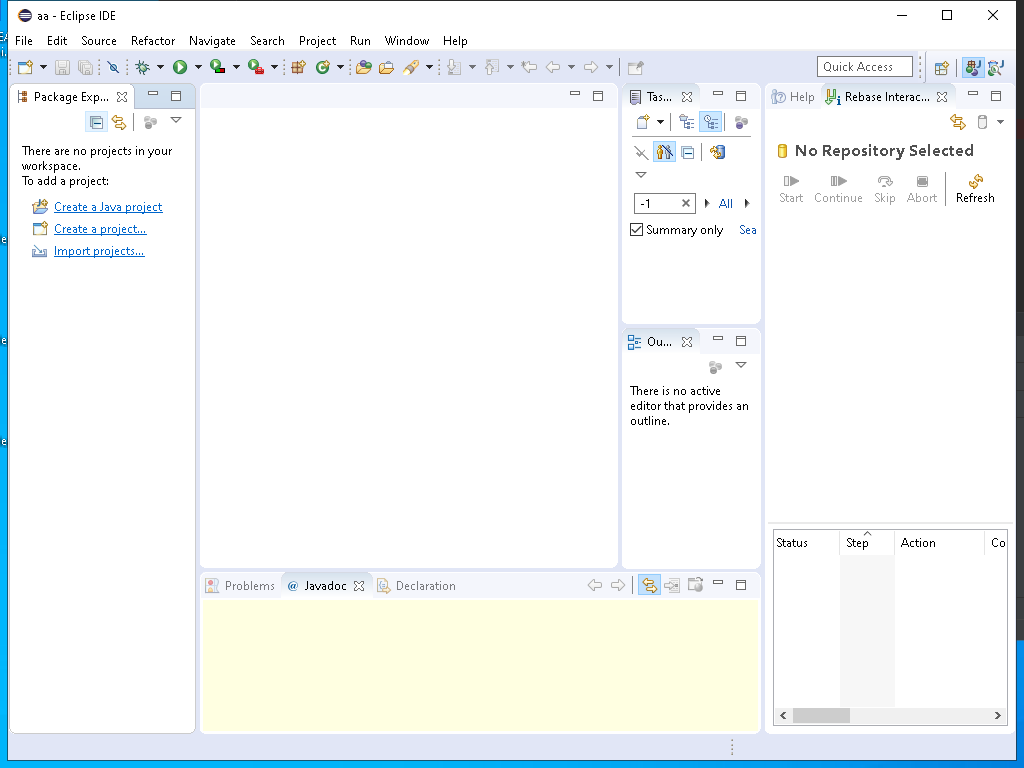 aa - Eclipse IDE
File Edit Source Refactor Navigate Search Project Run Window Help
Quick Access
Package Exp...
There are no projects in your
workspace.
To add a project:
Create a Java project
Create a project...
Import projects...
Tas...
-1
All
Summary only Sea
Ou...
There is no active
editor that provides an
outline.
Help Rebase Interac...
No Repository Selected
Start Continue Skip Abort Refresh
Status Step Action Co
Problems @ Javadoc Declaration